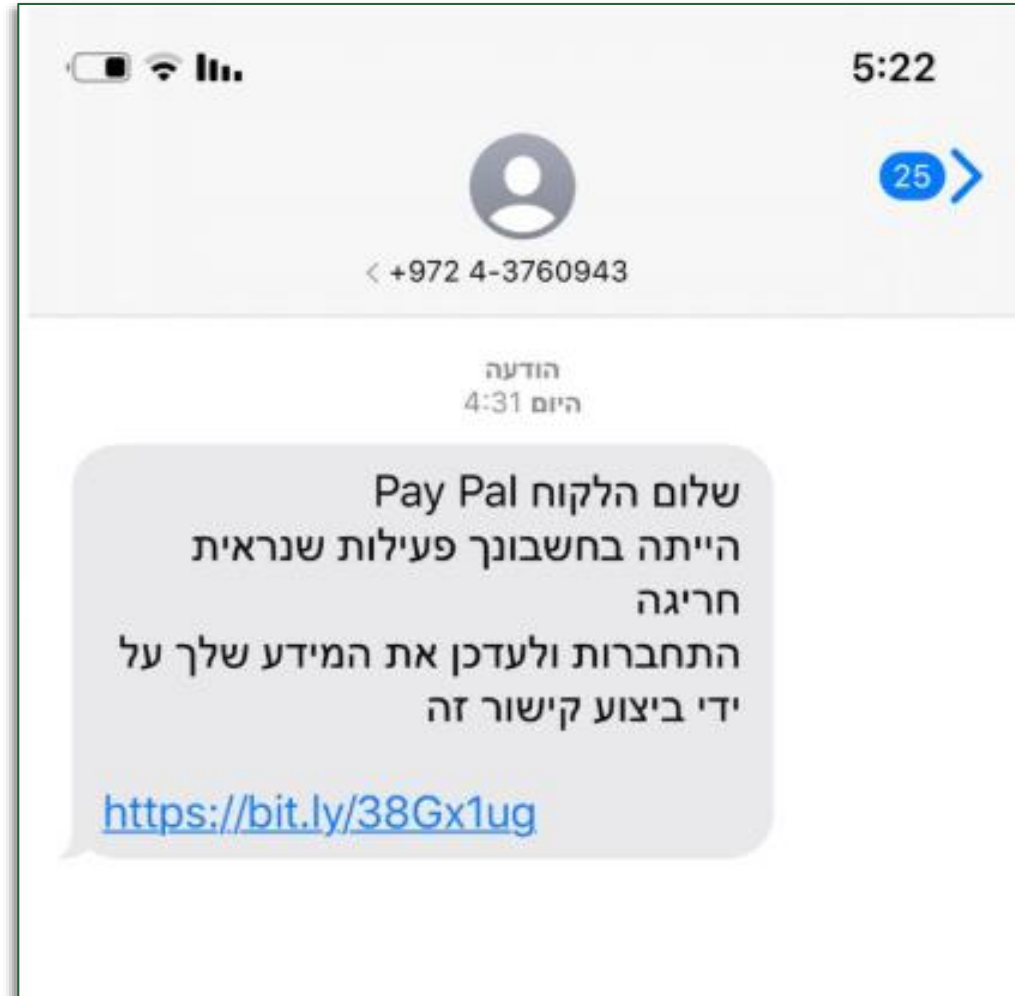 5:22
25
< +972 4-3760943
הודעה
היום 4:31
שלום הלקוח Pay Pal
הייתה בחשבונך פעילות שנראית
חריגה
התחברות ולעדכן את המידע שלך על
ידי ביצוע קישור זה
https://bit.ly/38Gx1ug